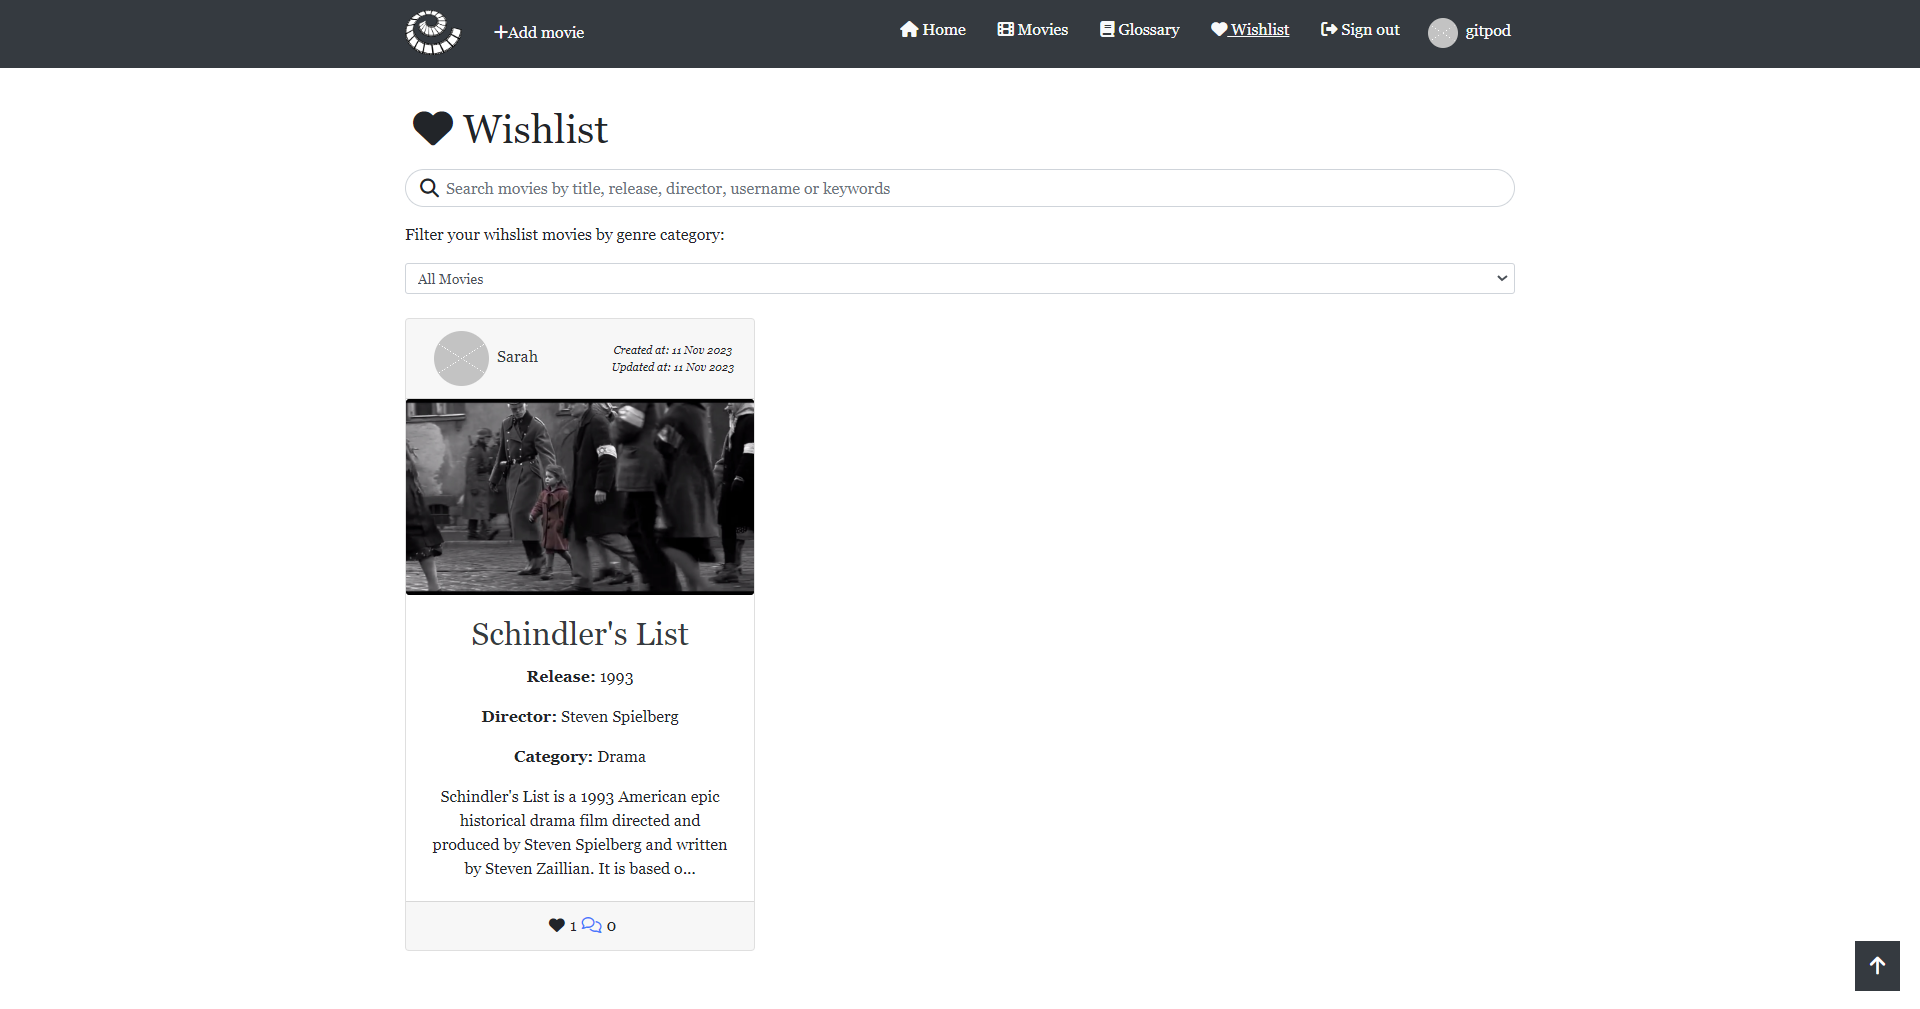 Add movie
Home
Movies
Glossary
Wishlist
Sign out
gitpod
Wishlist
Search movies by title, release, director, username or keywords
Filter your wihslist movies by genre category:
All Movies
Sarah
Created at: 11 Nov 2023
Updated at: 11 Nov 2023
Schindler's List
Release: 1993
Director: Steven Spielberg
Category: Drama
Schindler's List is a 1993 American epic
historical drama film directed and
produced by Steven Spielberg and written
by Steven Zaillian. It is based o...
1 0